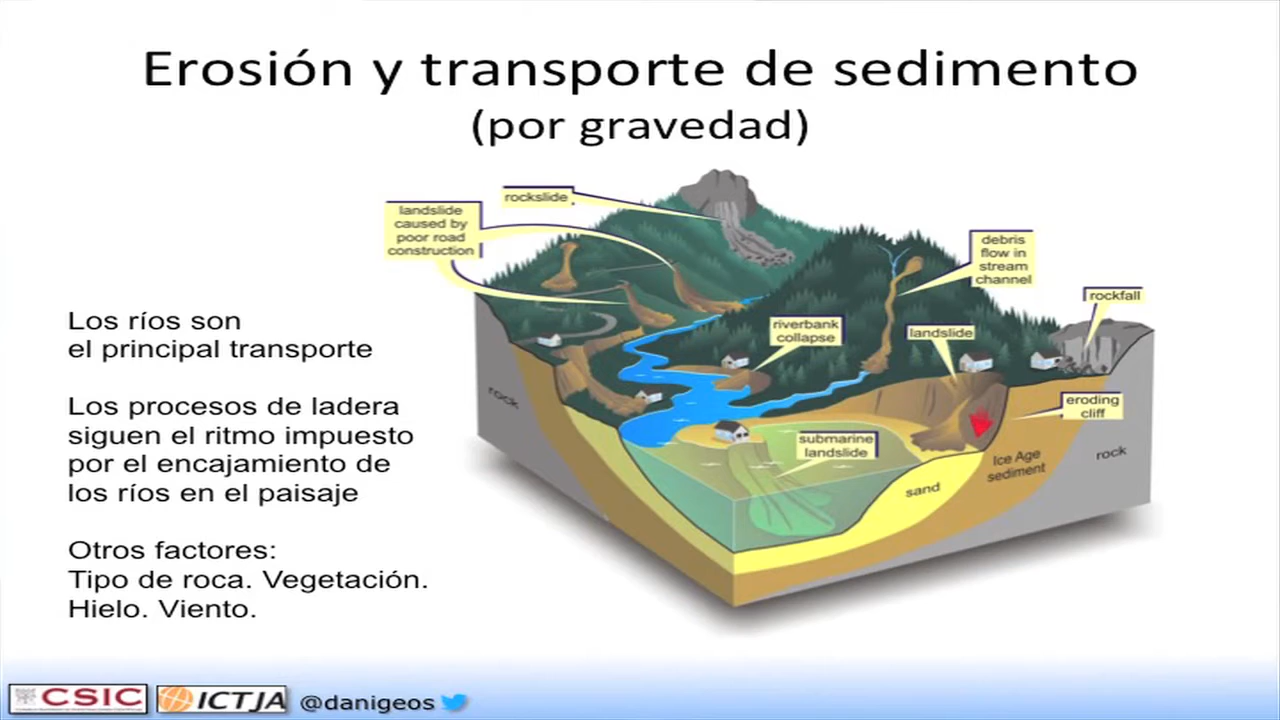 Erosión y transporte de sedimento
(por gravedad)
rockslide
landslide
caused by
poor road
construction
debris
flow in
stream
channel
rockfall
riverbank
collapse
landslide
Los ríos son
el principal transporte
rock
eroding
cliff
Los procesos de ladera
siguen el ritmo impuesto
por el encajamiento de
los ríos en el paisaje
submarine
landslide
Ice Age
sediment
rock
sand
Otros factores:
Tipo de roca. Vegetación.
Hielo. Viento.
CSIC
ICTJA
@danigeos